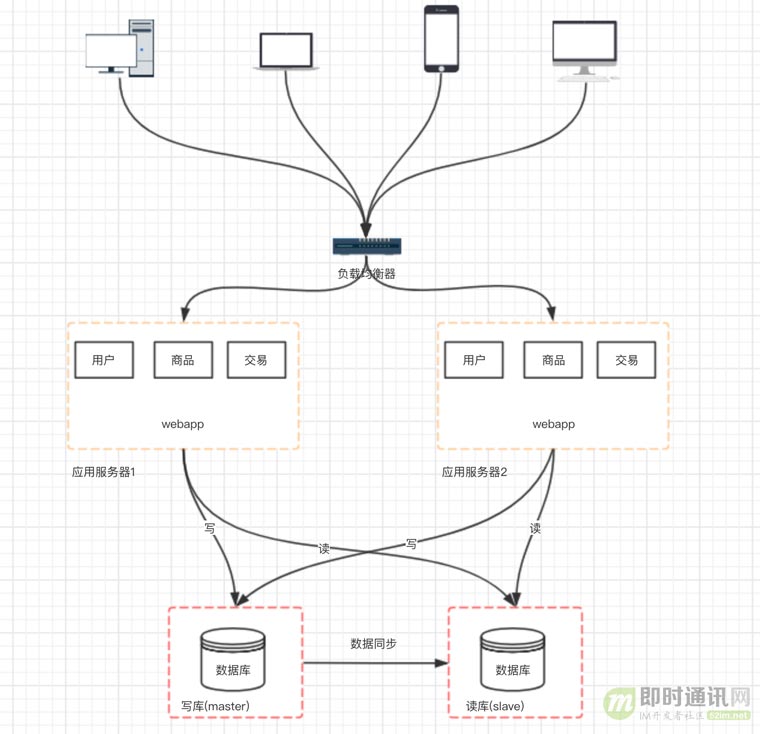 负载均衡器
用户
商品
交易
用户
商品
交易
webapp
webapp
应用服务器1
应用服务器2
写
读
写
读
数据同步
数据库
数据库
写库(master)
读库(slave)
即时通讯网
IM开发者社区 52im.net